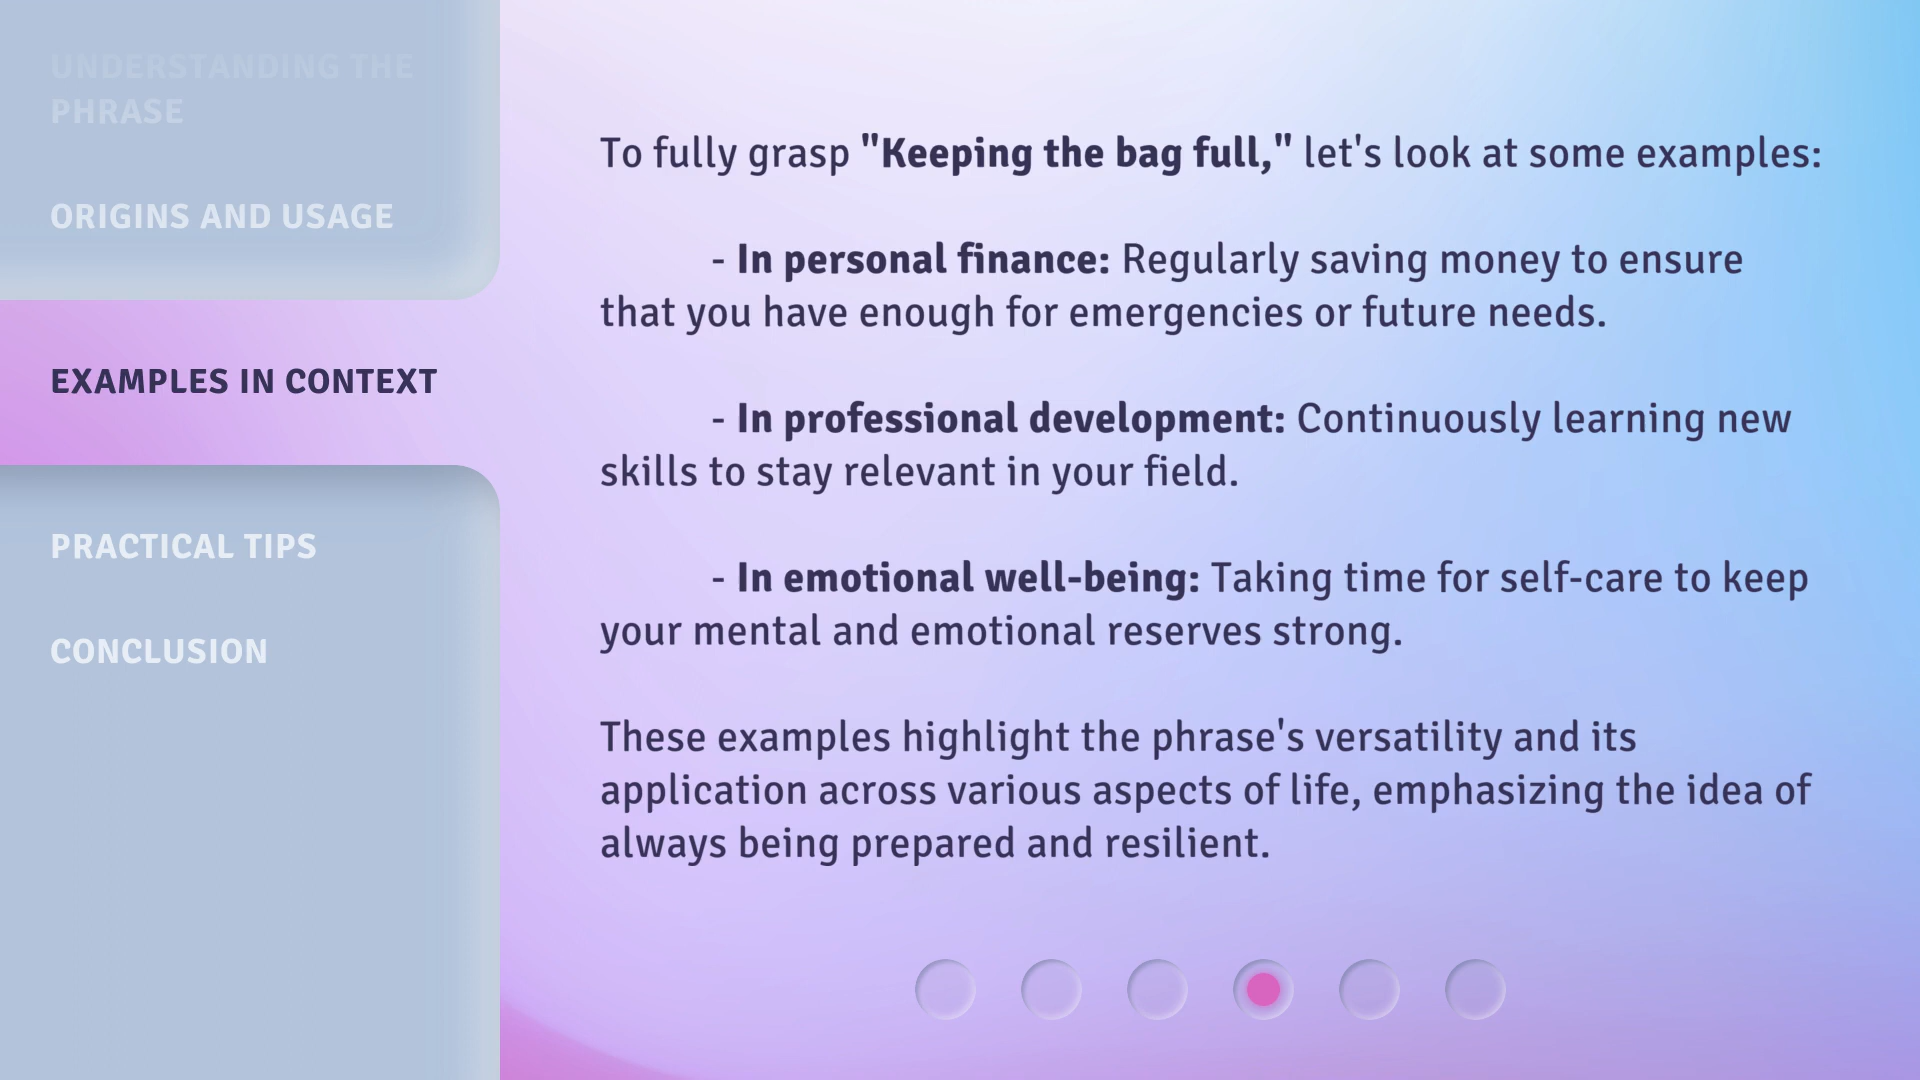 UNDERSTANDING THE
PHRASE
ORIGINS AND USAGE
EXAMPLES IN CONTEXT
PRACTICAL TIPS
CONCLUSION
To fully grasp "Keeping the bag full," let's look at some examples:
- In personal finance: Regularly saving money to ensure
that you have enough for emergencies or future needs.
- In professional development: Continuously learning new
skills to stay relevant in your field.
- In emotional well-being: Taking time for self-care to keep
your mental and emotional reserves strong.
These examples highlight the phrase's versatility and its
application across various aspects of life, emphasizing the idea of
always being prepared and resilient.